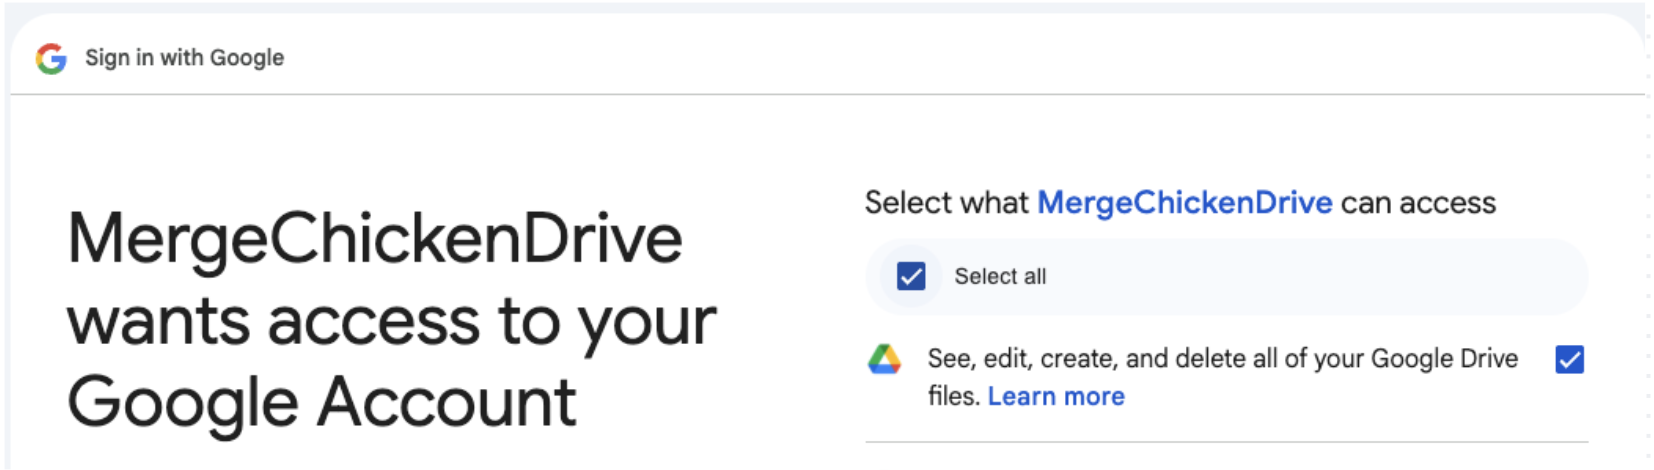 Sign in with Google
MergeChickenDrive
wants access to your
Google Account
Select what MergeChickenDrive can access
Select all
See, edit, create, and delete all of your Google Drive
files. Learn more